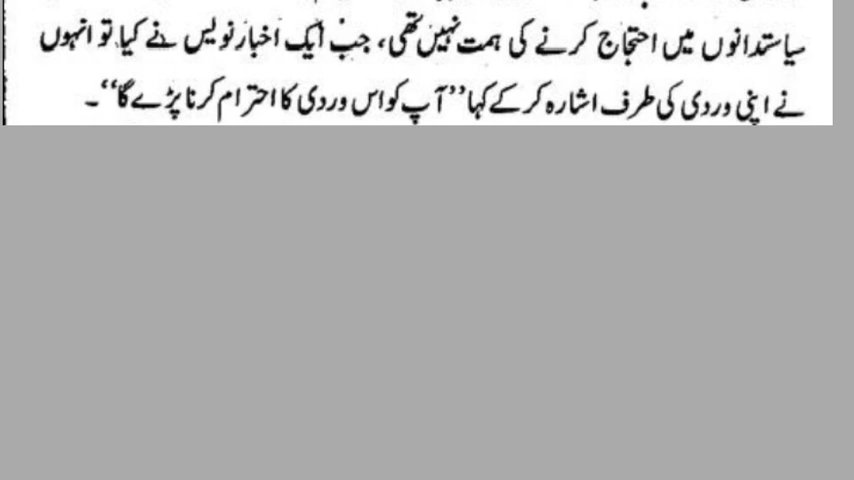 سیاستدانوں میں احتجاج کرنے کی ہمت نہیں تھی، جب ایک اخبار نویس نے کیا تو انہوں
نے اپنی وردی کی طرف اشارہ کر کے کہا ”آپ کو اس وردی کا احترام کرنا پڑے گا“۔